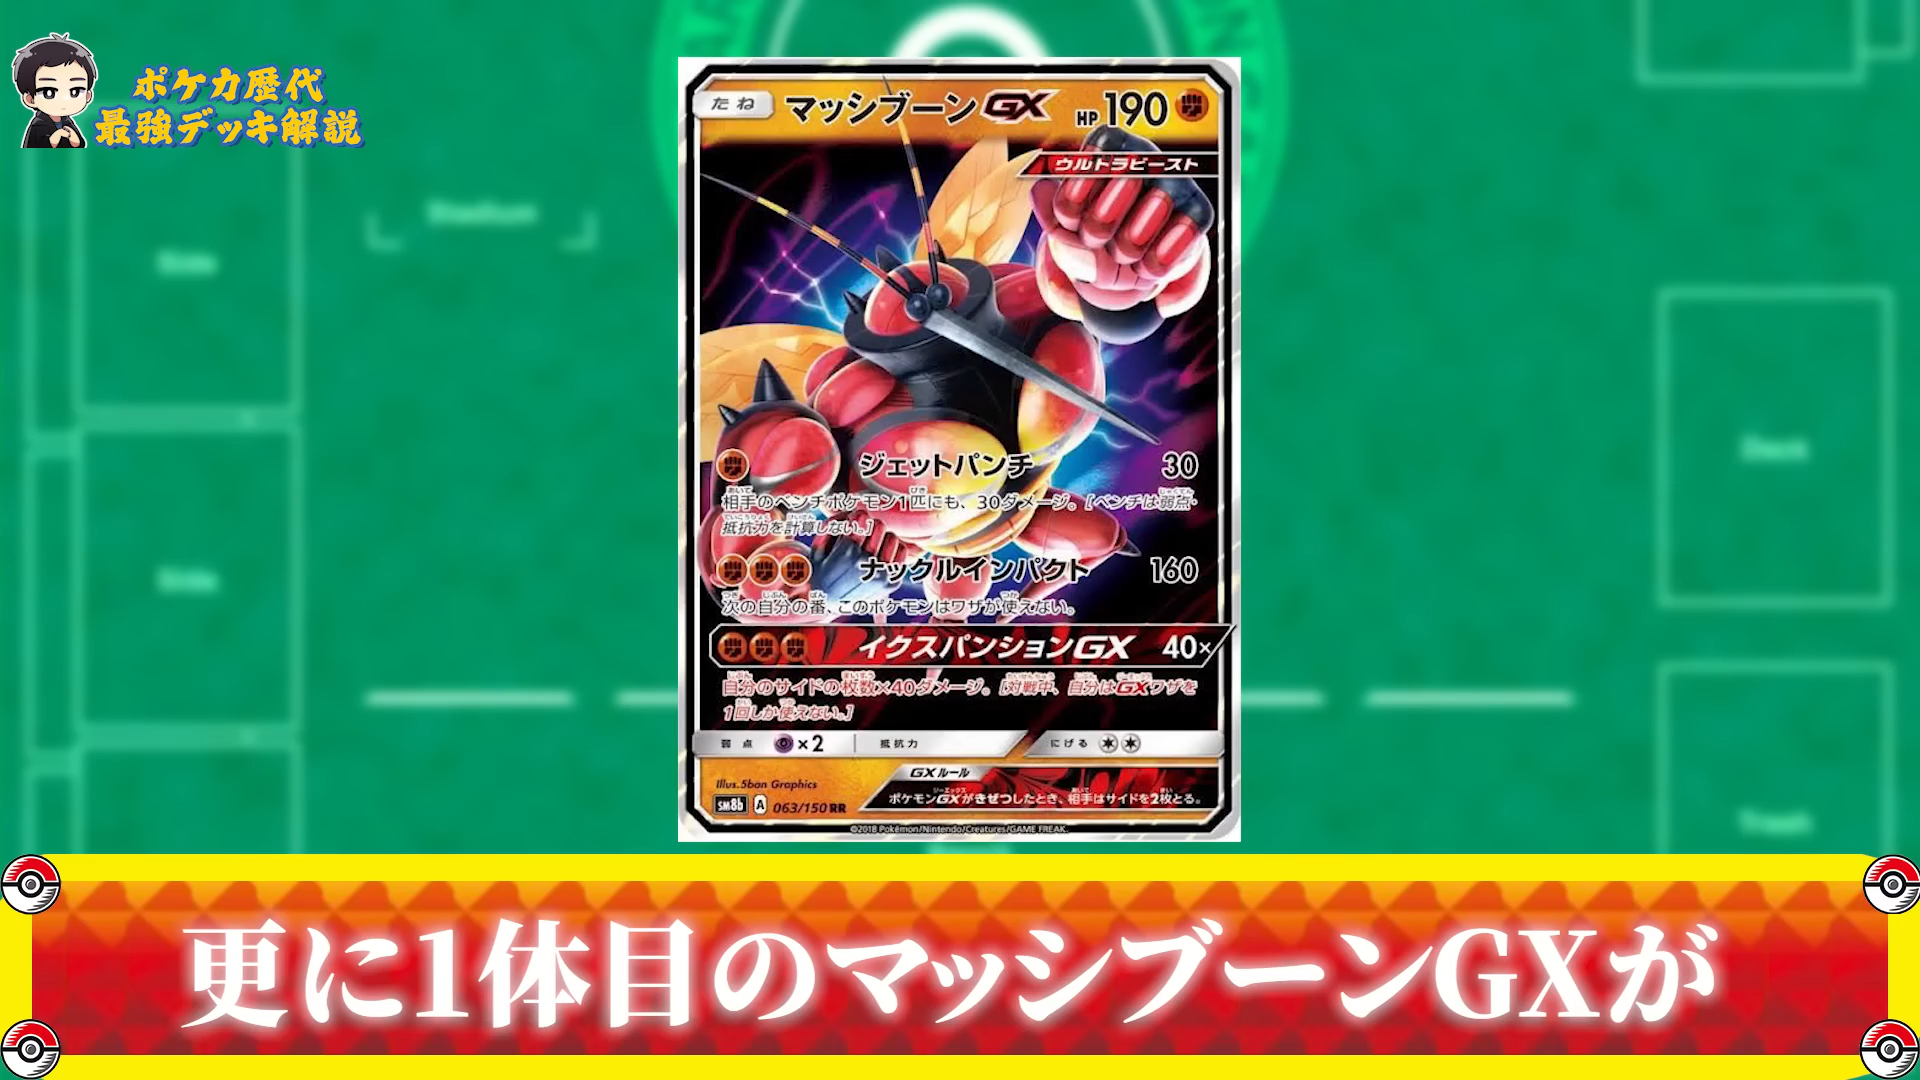 ポケカ歴代
最強デッキ解説
たね
マッシブーンGX
HP190
ウルトラビースト
ジェットパンチ 30
相手のベンチポケモン1匹にも、30ダメージ。[ベンチは弱点・
抵抗力を計算しない。]
ナックルインパクト 160
次の自分の番、このポケモンはワザが使えない。
イクスパンションGX 40×
自分のサイドの枚数×40ダメージ。[対戦中、自分はGXワザを
1回しか使えない。]
弱点 ×2 抵抗力 にげる
Illus.5ban Graphics
GXルール
ポケモンGXがきぜつしたとき、相手はサイドを2枚とる。
SM8b A 063/150 RR
©2018 Pokémon/Nintendo/Creatures/GAME FREAK.
Stadium
Side
Side
Deck
Trash
更に1体目のマッシブーンGXが